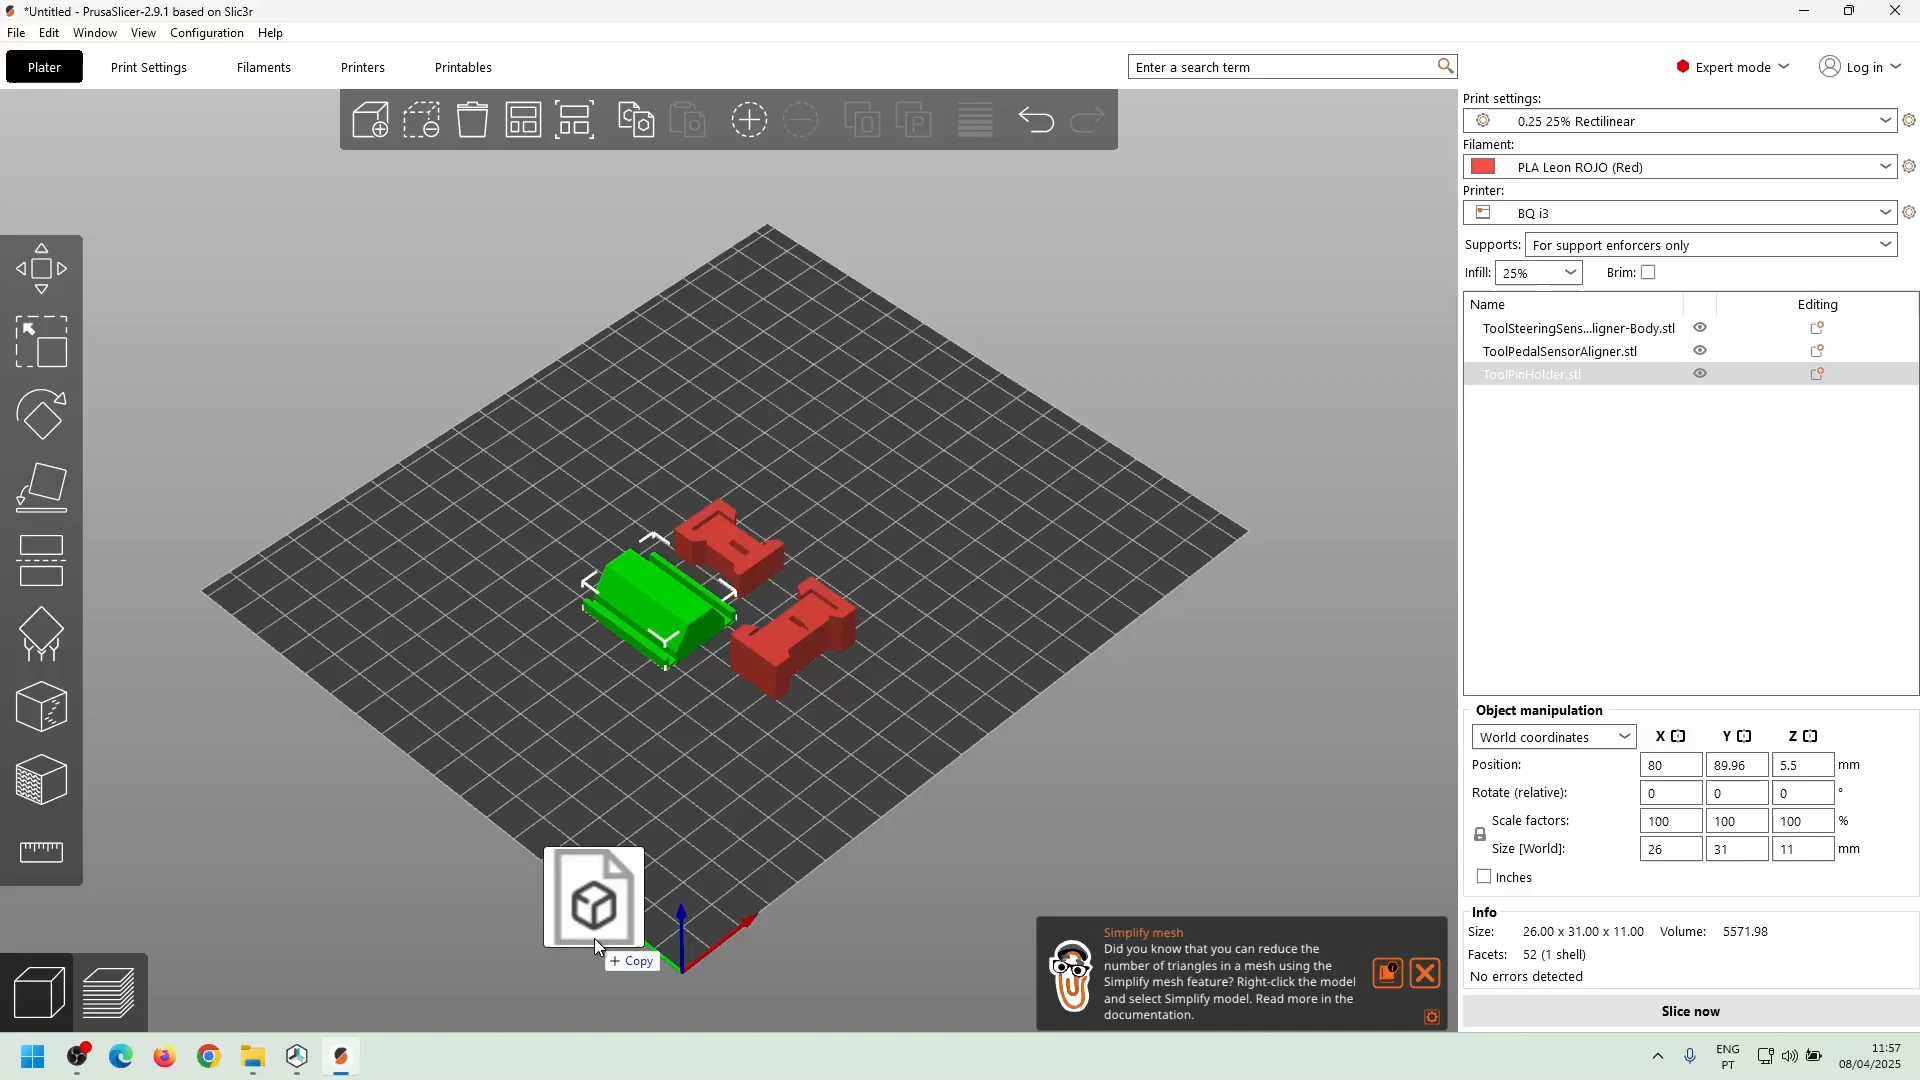 *Untitled - PrusaSlicer-2.9.1 based on Slic3r
File Edit Window View Configuration Help
Plater Print Settings Filaments Printers Printables
Enter a search term
Expert mode
Log in
Print settings:
0.25 25% Rectilinear
Filament:
PLA Leon ROJO (Red)
Printer:
BQ i3
Supports: For support enforcers only
Infill: 25% Brim:
Name Editing
ToolSteeringSens...ligner-Body.stl
ToolPedalSensorAligner.stl
ToolPinHolder.stl
Object manipulation
World coordinates X Y Z
Position: 80 89.96 5.5 mm
Rotate (relative): 0 0 0 °
Scale factors: 100 100 100 %
Size [World]: 26 31 11 mm
Inches
Info
Size: 26.00 x 31.00 x 11.00 Volume: 5571.98
Facets: 52 (1 shell)
No errors detected
Slice now
+ Copy
Simplify mesh
Did you know that you can reduce the
number of triangles in a mesh using the
Simplify mesh feature? Right-click the model
and select Simplify model. Read more in the
documentation.
ENG
PT
11:57
08/04/2025